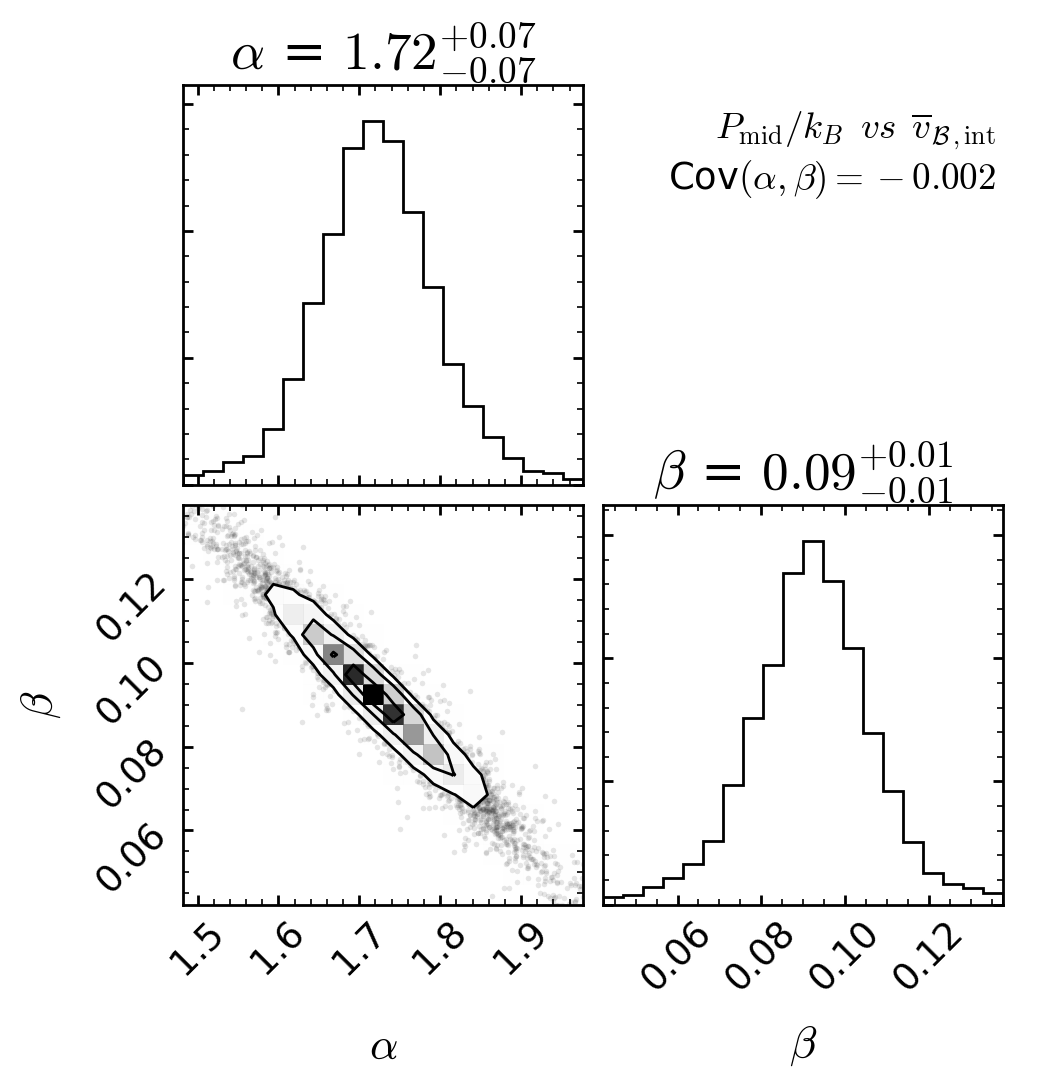 α = 1.72 +0.07 −0.07
P_mid/k_B vs v̅_ℬ,int
Cov(α, β) = − 0.002
β = 0.09 +0.01 −0.01
0.12
0.10
0.08
0.06
β
1.5 1.6 1.7 1.8 1.9
0.06 0.08 0.10 0.12
α
β